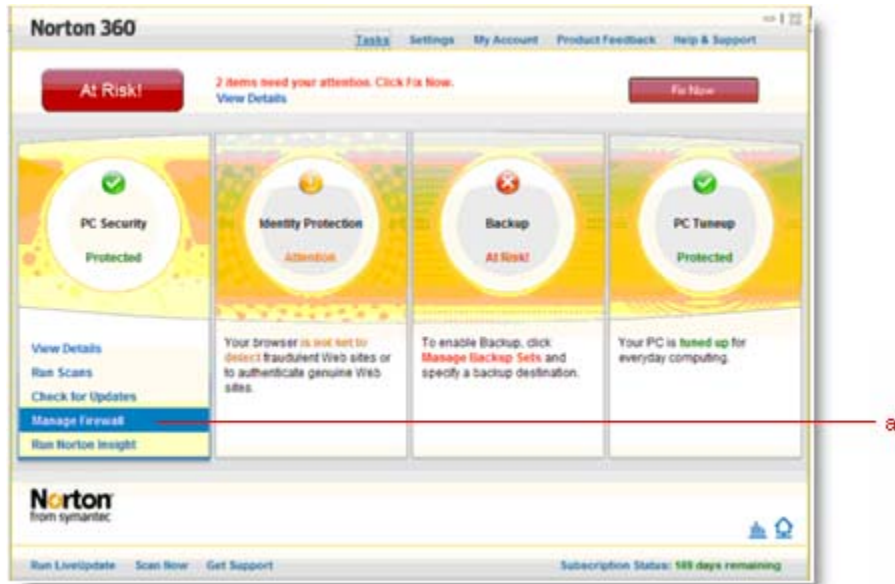 Norton 360
Tasks Settings My Account Product Feedback Help & Support
At Risk!
2 items need your attention. Click Fix Now.
View Details
Fix Now
PC Security
Protected
Identity Protection
Attention
Backup
At Risk!
PC Tuneup
Protected
View Details
Run Scans
Check for Updates
Manage Firewall
Run Norton Insight
Your browser is not set to
detect fraudulent Web sites or
to authenticate genuine Web
sites.
To enable Backup, click
Manage Backup Sets and
specify a backup destination.
Your PC is tuned up for
everyday computing.
a
Norton
from symantec
Run LiveUpdate Scan Now Get Support
Subscription Status: days remaining